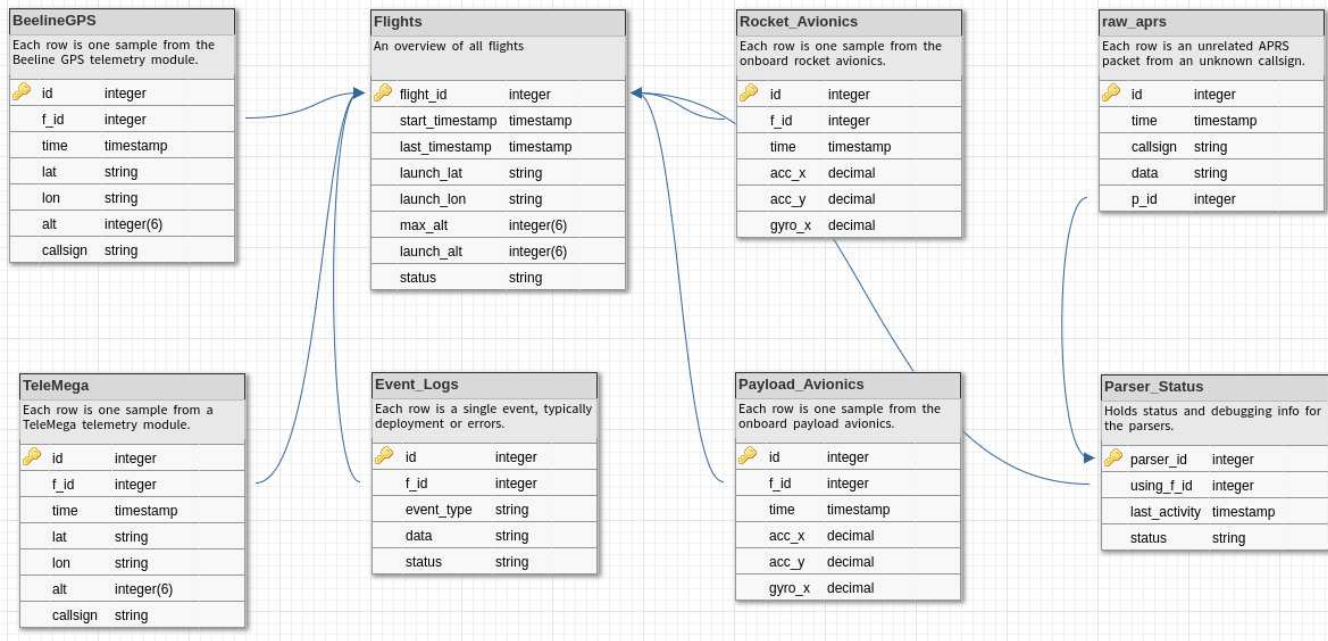 BeelineGPS
Each row is one sample from the
Beeline GPS telemetry module.
id integer
f_id integer
time timestamp
lat string
lon string
alt integer(6)
callsign string
Flights
An overview of all flights
flight_id integer
start_timestamp timestamp
last_timestamp timestamp
launch_lat string
launch_lon string
max_alt integer(6)
launch_alt integer(6)
status string
Rocket_Avionics
Each row is one sample from the
onboard rocket avionics.
id integer
f_id integer
time timestamp
acc_x decimal
acc_y decimal
gyro_x decimal
raw_aprs
Each row is an unrelated APRS
packet from an unknown callsign.
id integer
time timestamp
callsign string
data string
p_id integer
TeleMega
Each row is one sample from a
TeleMega telemetry module.
id integer
f_id integer
time timestamp
lat string
lon string
alt integer(6)
callsign string
Event_Logs
Each row is a single event, typically
deployment or errors.
id integer
f_id integer
event_type string
data string
status string
Payload_Avionics
Each row is one sample from the
onboard payload avionics.
id integer
f_id integer
time timestamp
acc_x decimal
acc_y decimal
gyro_x decimal
Parser_Status
Holds status and debugging info for
the parsers.
parser_id integer
using_f_id integer
last_activity timestamp
status string